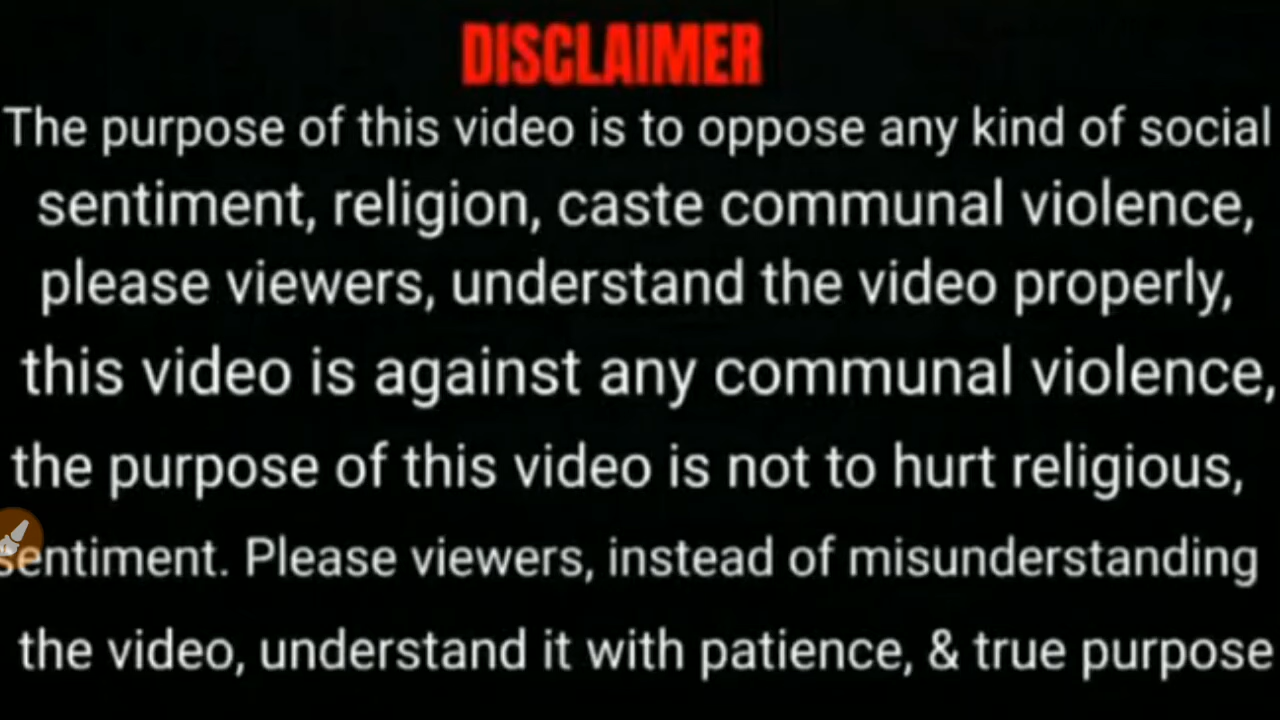 DISCLAIMER
The purpose of this video is to oppose any kind of social
sentiment, religion, caste communal violence,
please viewers, understand the video properly,
this video is against any communal violence,
the purpose of this video is not to hurt religious,
sentiment. Please viewers, instead of misunderstanding
the video, understand it with patience, & true purpose